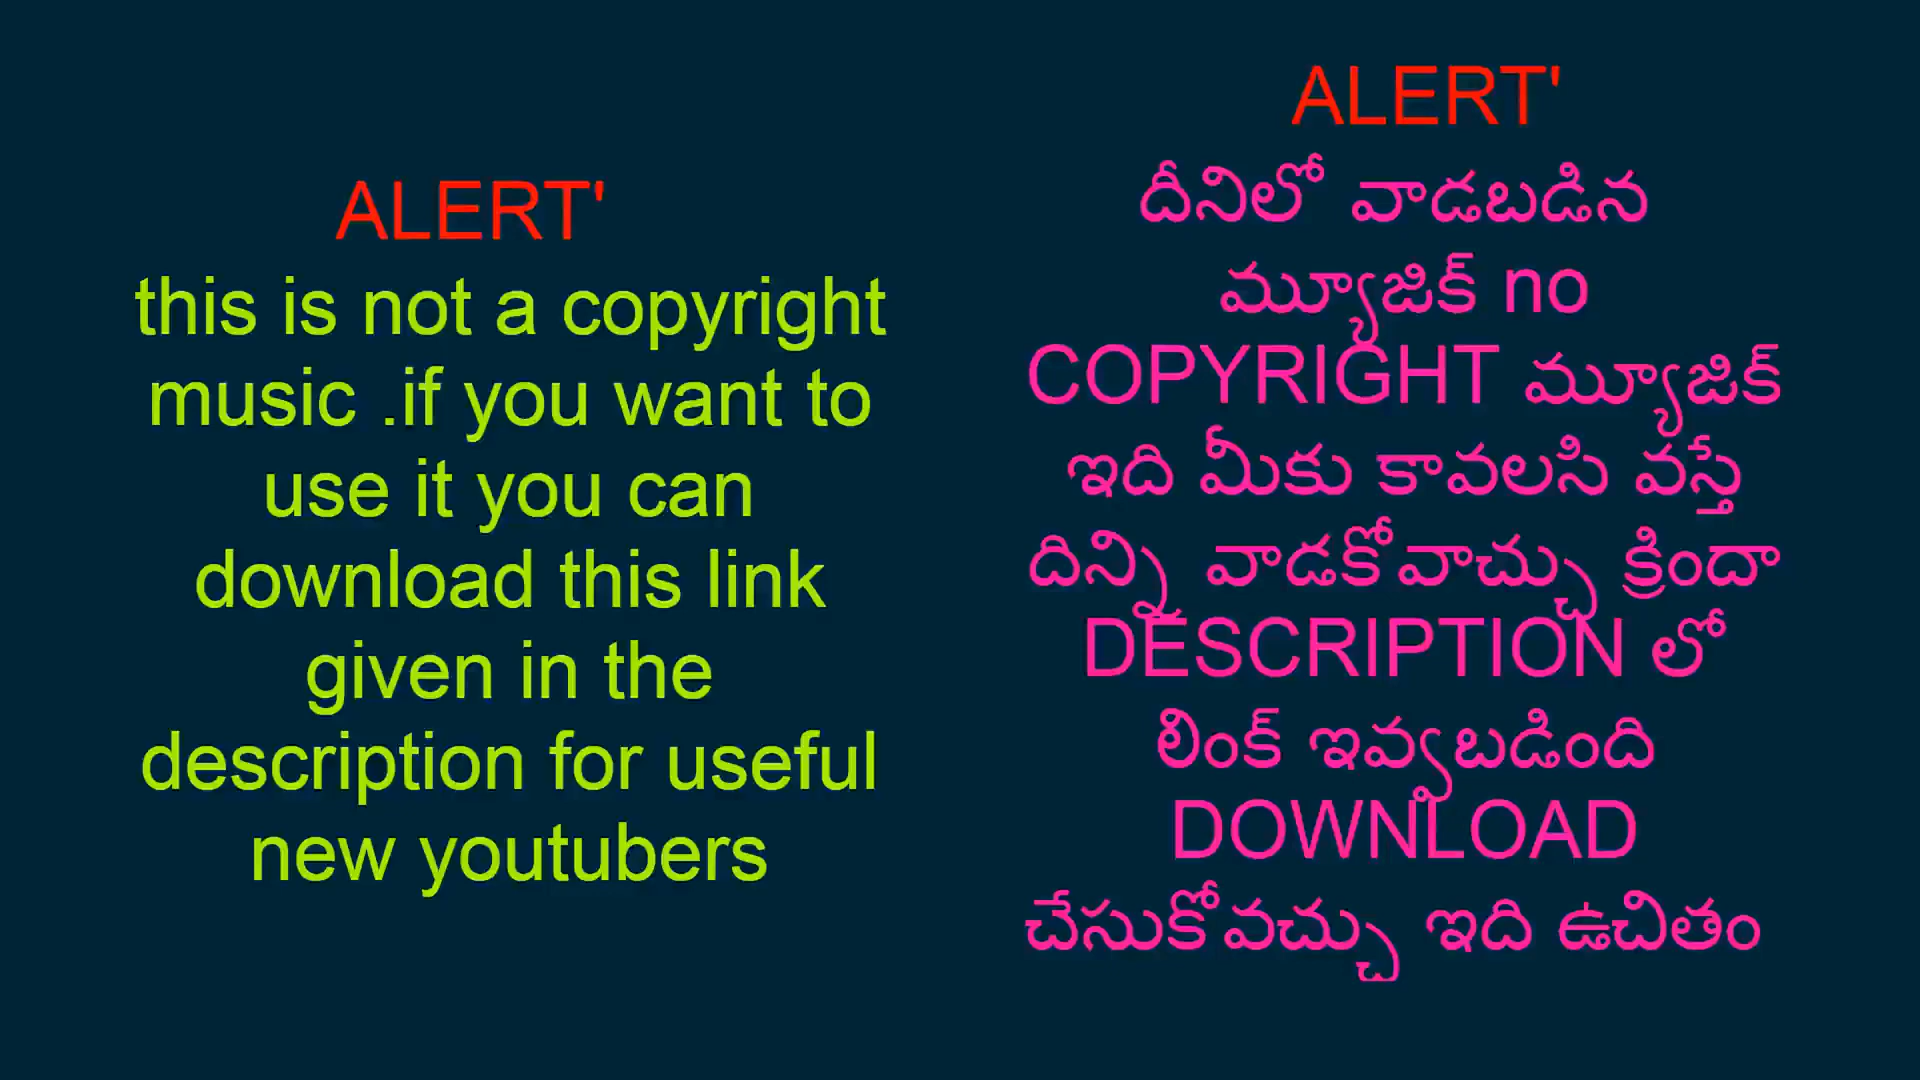 ALERT'
this is not a copyright
music .if you want to
use it you can
download this link
given in the
description for useful
new youtubers
ALERT'
దీనిలో వాడబడిన
మ్యూజిక్ no
COPYRIGHT మ్యూజిక్
ఇది మీకు కావలసి వస్తే
దిన్ని వాడకోవాచ్చు క్రిందా
DESCRIPTION లో
లింక్ ఇవ్వబడింది
DOWNLOAD
చేసుకోవచ్చు ఇది ఉచితం